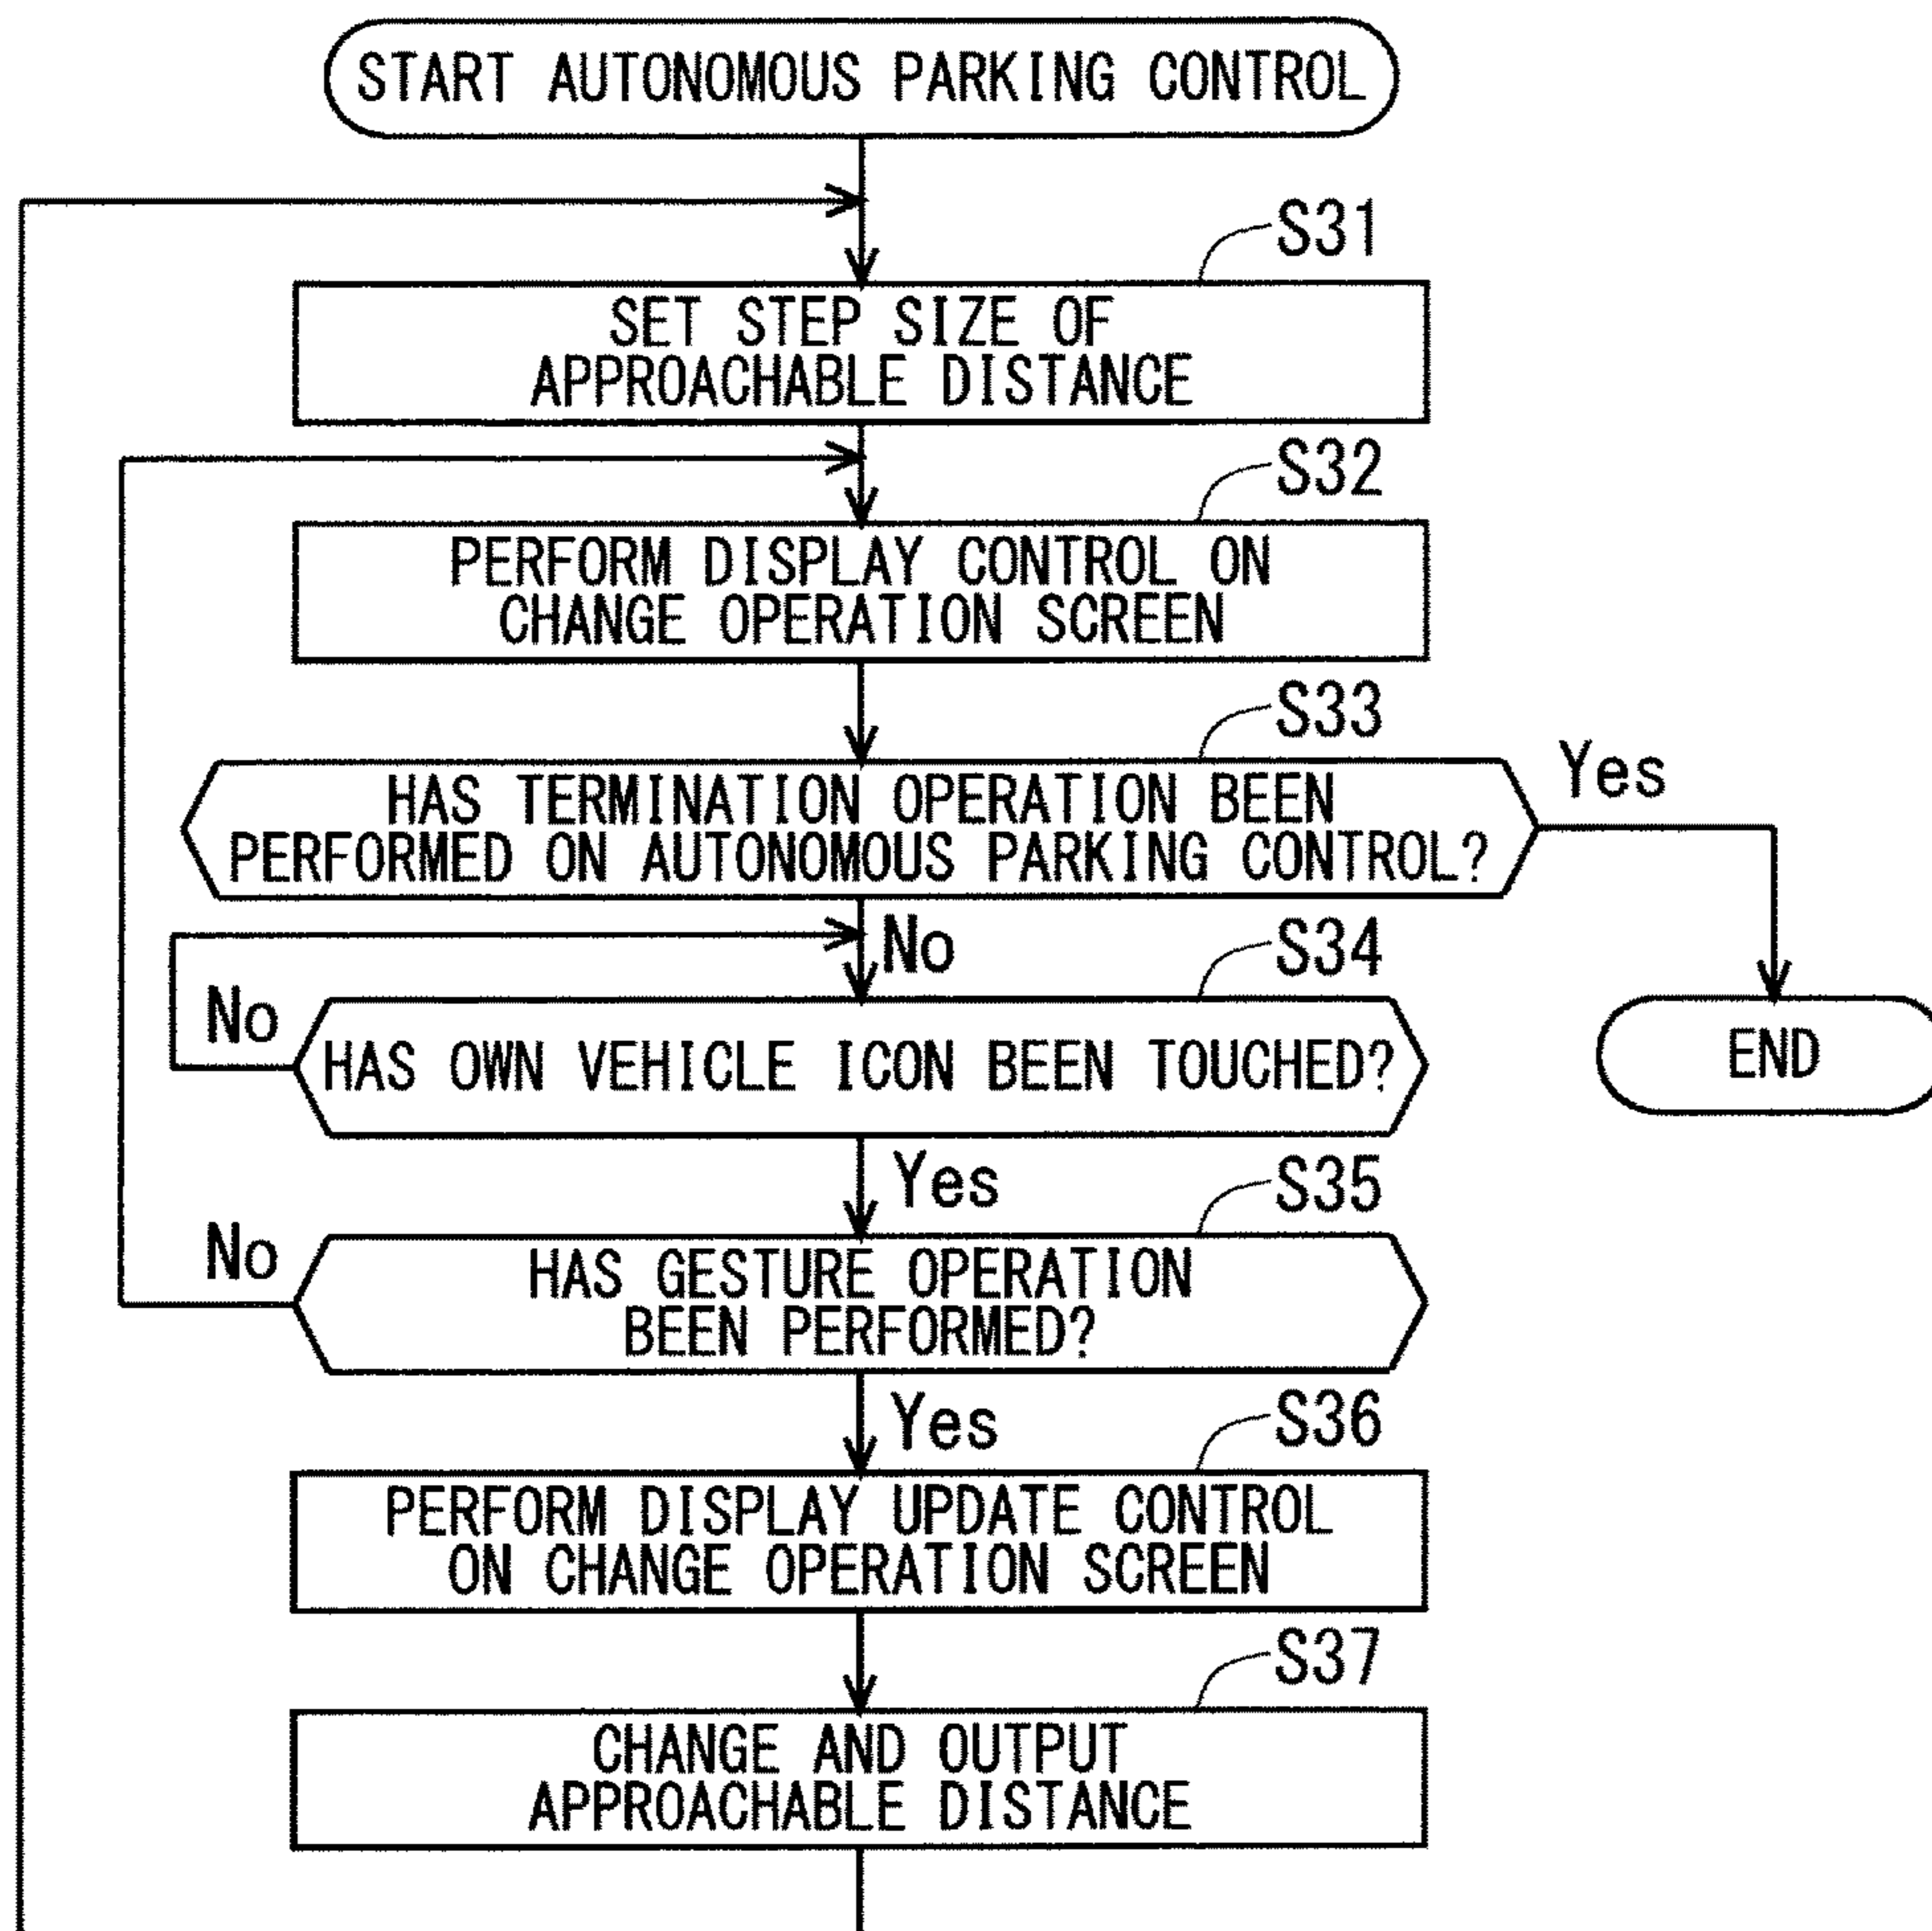 START AUTONOMOUS PARKING CONTROL
S31
SET STEP SIZE OF
APPROACHABLE DISTANCE
S32
PERFORM DISPLAY CONTROL ON
CHANGE OPERATION SCREEN
S33
HAS TERMINATION OPERATION BEEN
PERFORMED ON AUTONOMOUS PARKING CONTROL?
Yes
No
S34
No
HAS OWN VEHICLE ICON BEEN TOUCHED?
END
Yes
S35
No
HAS GESTURE OPERATION
BEEN PERFORMED?
Yes
S36
PERFORM DISPLAY UPDATE CONTROL
ON CHANGE OPERATION SCREEN
S37
CHANGE AND OUTPUT
APPROACHABLE DISTANCE